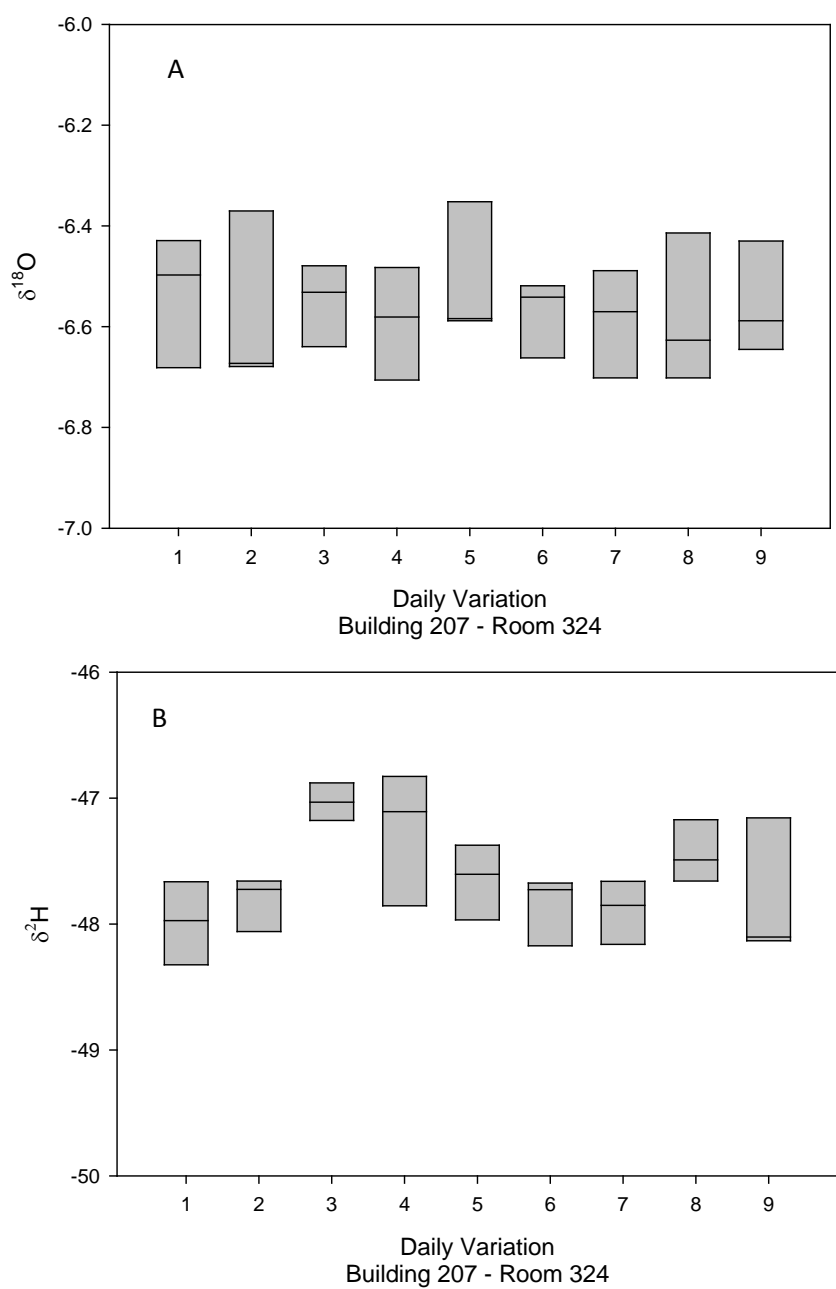 -6.0
A
-6.2
-6.4
δ¹⁸O
-6.6
-6.8
-7.0
1 2 3 4 5 6 7 8 9
Daily Variation
Building 207 - Room 324
-46
B
-47
δ²H
-48
-49
-50
1 2 3 4 5 6 7 8 9
Daily Variation
Building 207 - Room 324